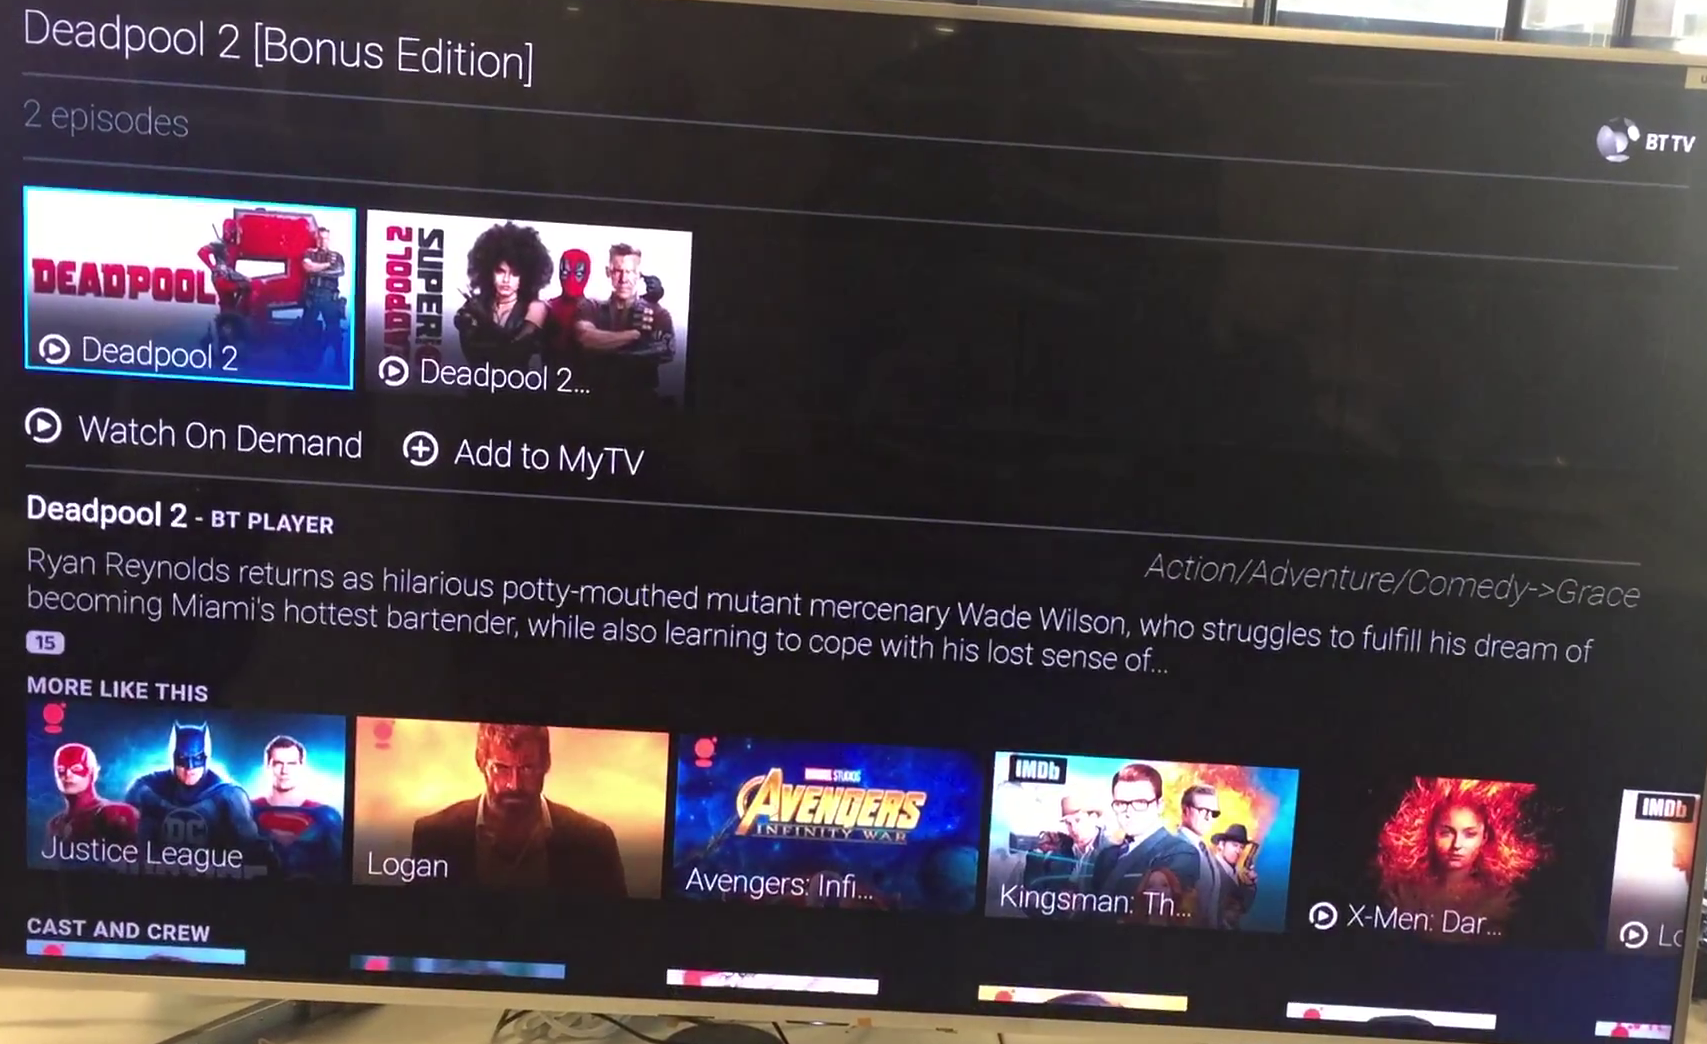 Deadpool 2 [Bonus Edition]
2 episodes
BT TV
DEADPOOL 2
Deadpool 2
DEADPOOL 2
SUPER
Deadpool 2...
Watch On Demand
Add to MyTV
Deadpool 2 - BT PLAYER
Action/Adventure/Comedy->Grace
Ryan Reynolds returns as hilarious potty-mouthed mutant mercenary Wade Wilson, who struggles to fulfill his dream of
becoming Miami's hottest bartender, while also learning to cope with his lost sense of...
15
MORE LIKE THIS
DC
Justice League
Logan
MARVEL STUDIOS
AVENGERS
INFINITY WAR
Avengers: Infi...
IMDb
Kingsman: Th...
X-Men: Dar...
IMDb
CAST AND CREW